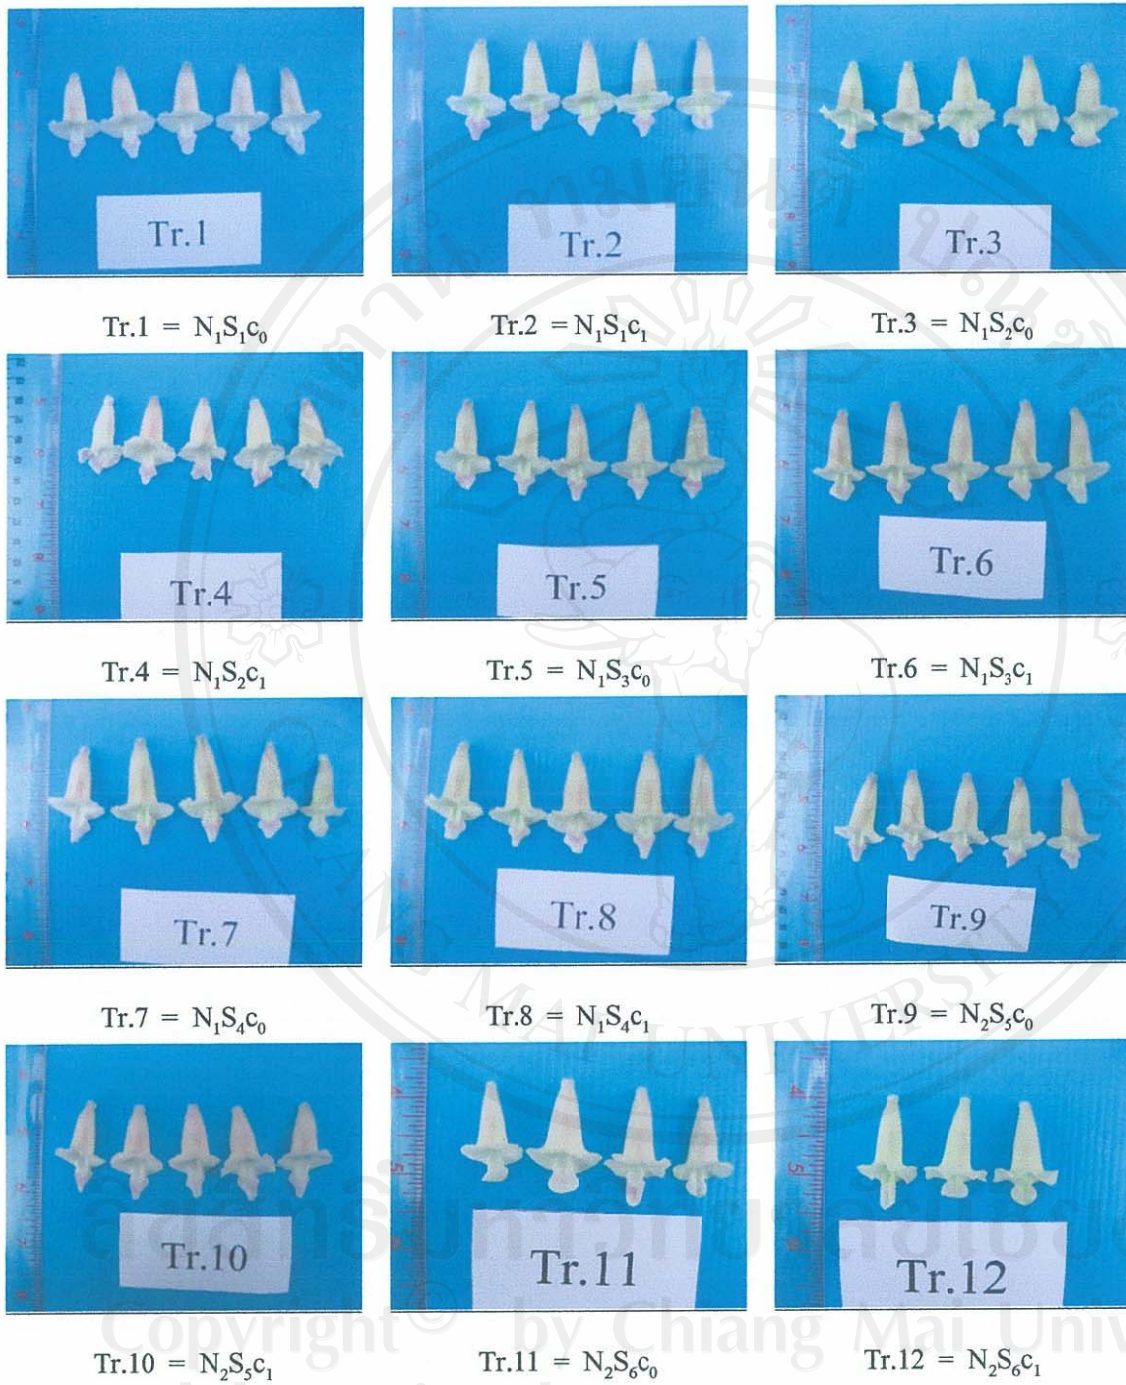 Tr.1
Tr.2
Tr.3
Tr.1 = N₁S₁c₀
Tr.2 = N₁S₁c₁
Tr.3 = N₁S₂c₀
Tr.4
Tr.5
Tr.6
Tr.4 = N₁S₂c₁
Tr.5 = N₁S₃c₀
Tr.6 = N₁S₃c₁
Tr.7
Tr.8
Tr.9
Tr.7 = N₁S₄c₀
Tr.8 = N₁S₄c₁
Tr.9 = N₂S₅c₀
Tr.10
Tr.11
Tr.12
Tr.10 = N₂S₅c₁
Tr.11 = N₂S₆c₀
Tr.12 = N₂S₆c₁
CHIANG MAI UNIVERSITY
Copyright© by Chiang Mai Univ